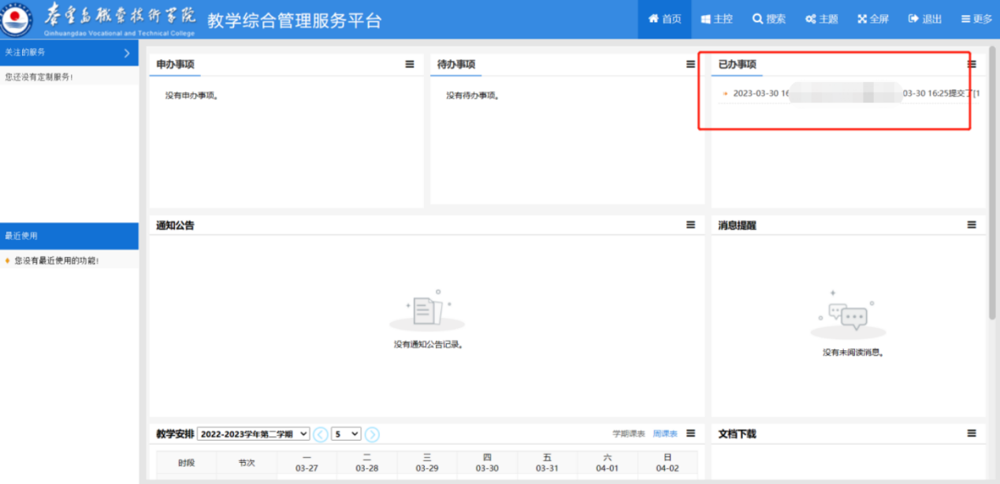 秦皇岛职业技术学院
Qinhuangdao Vocational and Technical College
教学综合管理服务平台
首页 主控 搜索 主题 全屏 退出 更多
关注的服务
您还没有定制服务!
最近使用
您没有最近使用的功能!
申办事项
没有申办事项。
待办事项
没有待办事项。
已办事项
2023-03-30 16 03-30 16:25提交了[1
通知公告
没有通知公告记录。
消息提醒
没有未阅读消息。
教学安排 2022-2023学年第二学期 5 学期课表 周课表
时段 节次 一 二 三 四 五 六 日
03-27 03-28 03-29 03-30 03-31 04-01 04-02
文档下载